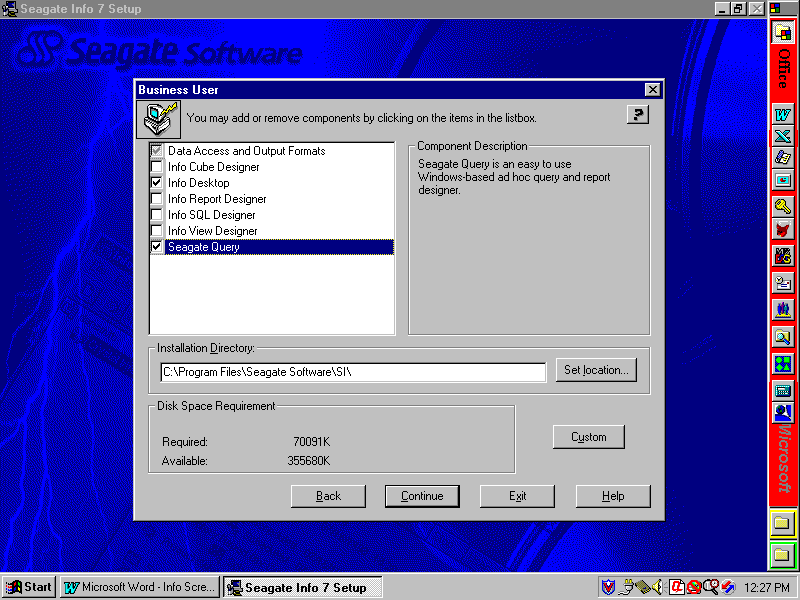 Seagate Info 7 Setup
Seagate Software
Business User
You may add or remove components by clicking on the items in the listbox.
?
Data Access and Output Formats
Info Cube Designer
Info Desktop
Info Report Designer
Info SQL Designer
Info View Designer
Seagate Query
Component Description
Seagate Query is an easy to use
Windows-based ad hoc query and report
designer.
Installation Directory:
C:\Program Files\Seagate Software\SI\
Set location...
Disk Space Requirement
Required: 70091K
Available: 355680K
Custom
Back
Continue
Exit
Help
Office
Microsoft
Start
Microsoft Word - Info Scre...
Seagate Info 7 Setup
12:27 PM